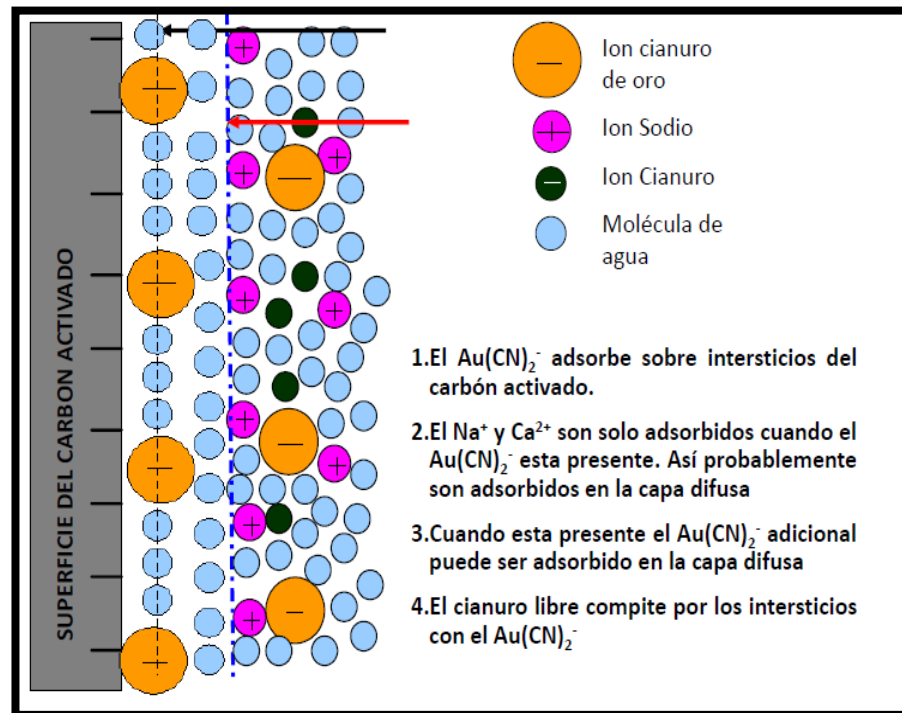 SUPERFICIE DEL CARBON ACTIVADO
Ion cianuro
de oro
Ion Sodio
Ion Cianuro
Molécula de
agua
1.El Au(CN)₂⁻ adsorbe sobre intersticios del
carbón activado.
2.El Na⁺ y Ca²⁺ son solo adsorbidos cuando el
Au(CN)₂⁻ esta presente. Así probablemente
son adsorbidos en la capa difusa
3.Cuando esta presente el Au(CN)₂⁻ adicional
puede ser adsorbido en la capa difusa
4.El cianuro libre compite por los intersticios
con el Au(CN)₂⁻